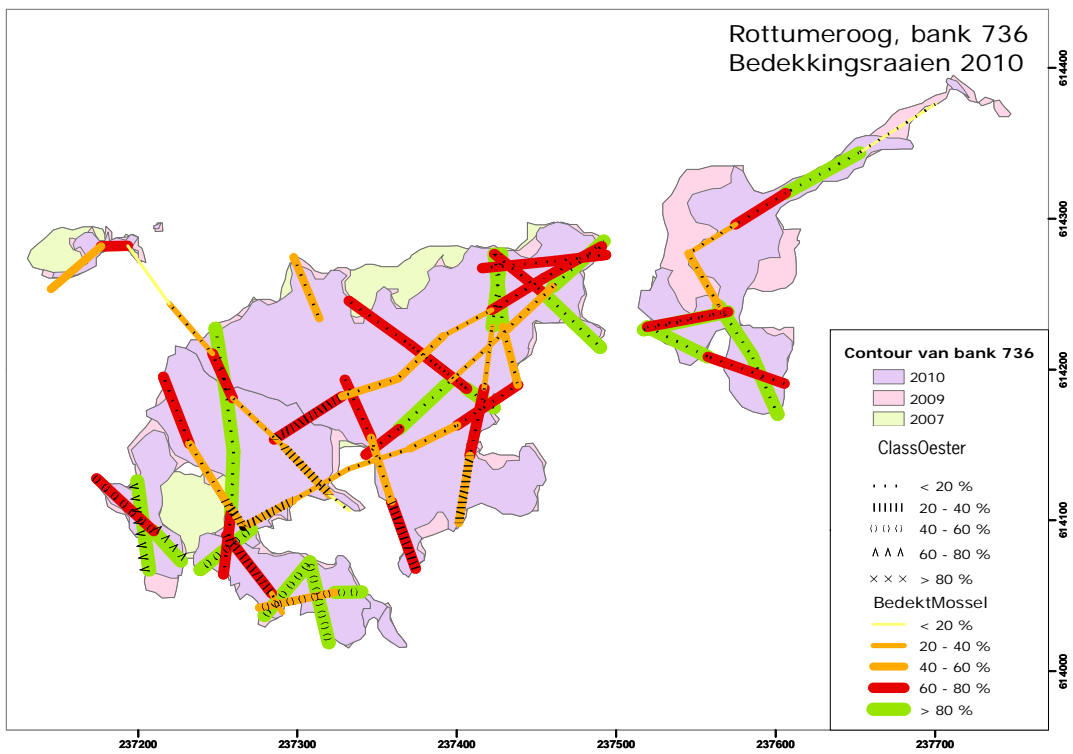 Rottumeroog, bank 736
Bedekkingsraaien 2010
614400
614300
614200
614100
614000
Contour van bank 736
2010
2009
2007
ClassOester
< 20 %
20 - 40 %
40 - 60 %
60 - 80 %
> 80 %
BedektMossel
< 20 %
20 - 40 %
40 - 60 %
60 - 80 %
> 80 %
237200 237300 237400 237500 237600 237700